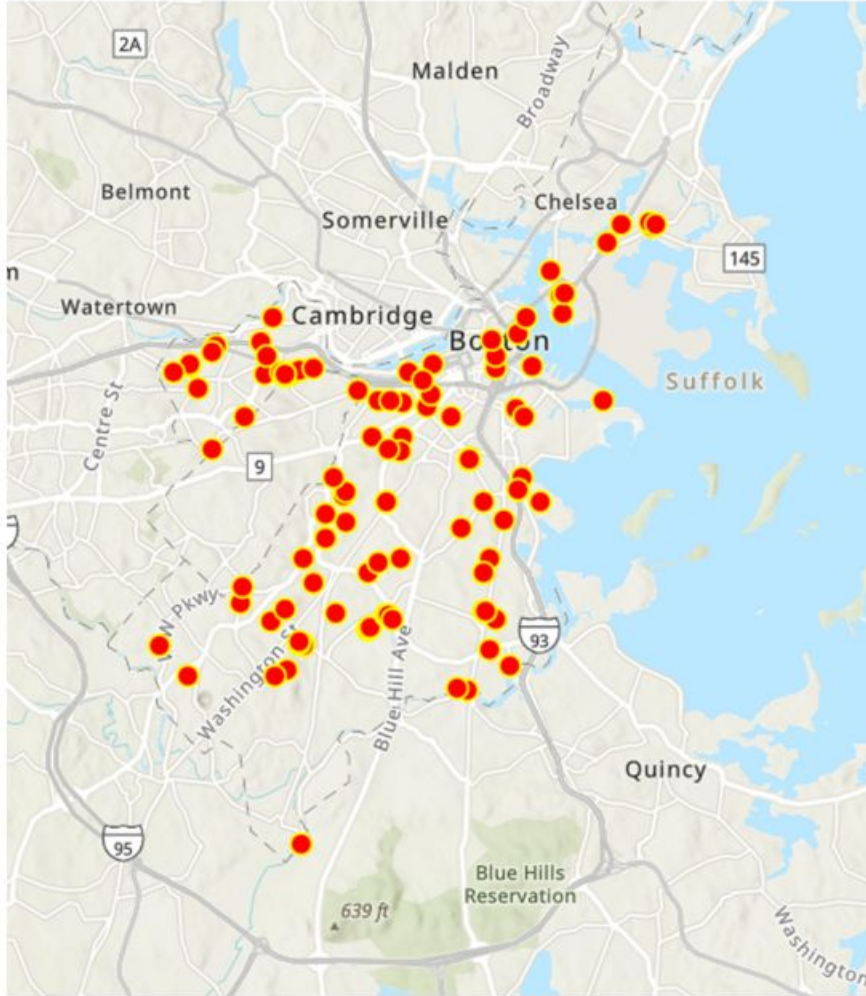 2A
Malden
Broadway
Belmont
Somerville
Chelsea
145
Watertown
Cambridge
Suffolk
Centre St
9
Pkwy
93
Washington St
Blue Hill Ave
Quincy
95
Blue Hills
Reservation
639 ft
Washington